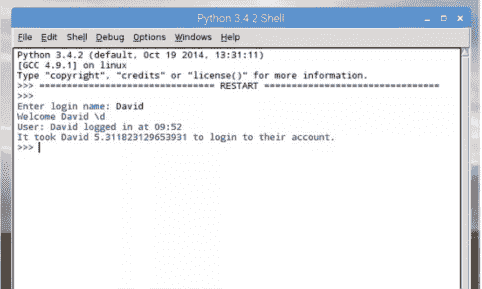 Python 3.4.2 Shell
File Edit Shell Debug Options Windows Help
Python 3.4.2 (default, Oct 19 2014, 13:31:11)
[GCC 4.9.1] on linux
Type "copyright", "credits" or "license()" for more information.
>>> ================================ RESTART ================================
>>>
Enter login name: David
Welcome David \d
User: David logged in at 09:52
It took David 5.311823129653931 to login to their account.
>>>